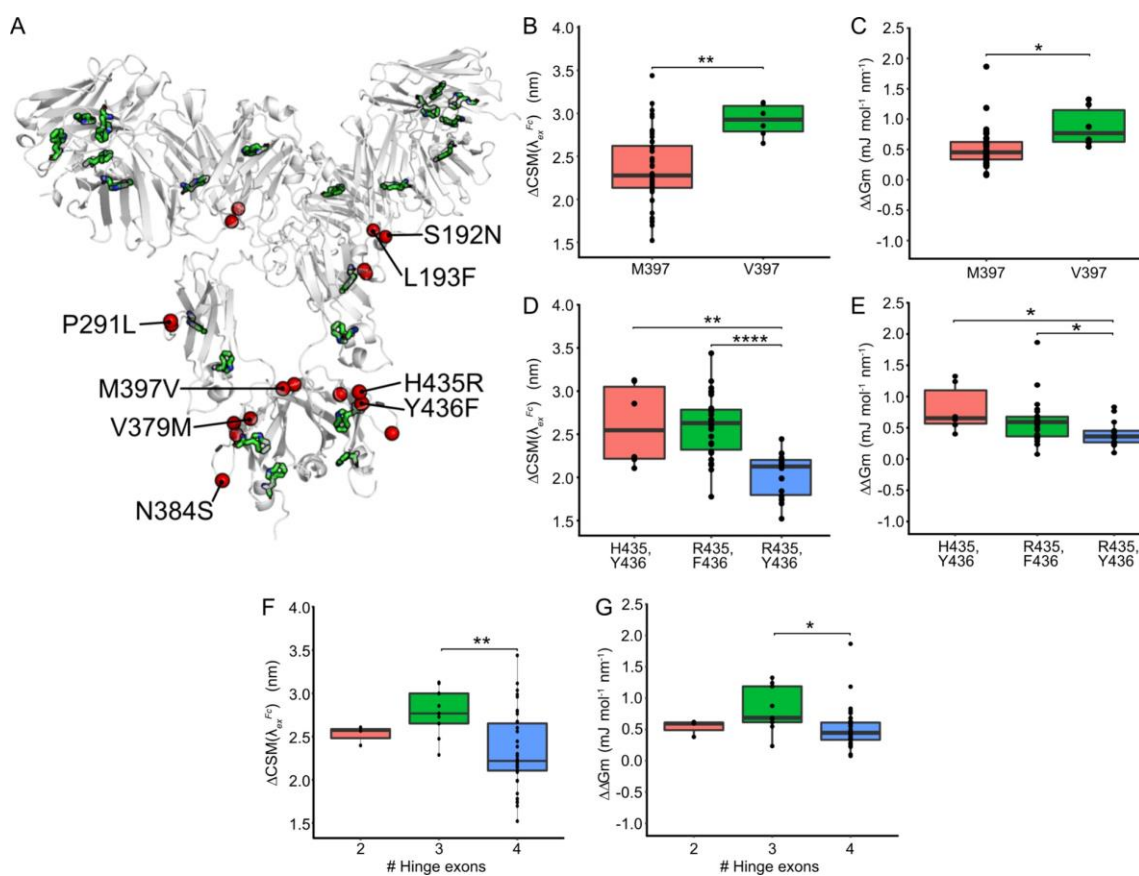 A
S192N
L193F
P291L
M397V
V379M
N384S
H435R
Y436F
B
ΔCSM(λₑₓᶠᶜ) (nm)
4.0
3.5
3.0
2.5
2.0
1.5
**
M397
V397
C
ΔΔGm (mJ mol⁻¹ nm⁻¹)
2.5
2.0
1.5
1.0
0.5
0.0
-0.5
-1.0
*
M397
V397
D
ΔCSM(λₑₓᶠᶜ) (nm)
4.0
3.5
3.0
2.5
2.0
1.5
**
****
H435, R435, R435,
Y436 F436 Y436
E
ΔΔGm (mJ mol⁻¹ nm⁻¹)
2.5
2.0
1.5
1.0
0.5
0.0
-0.5
-1.0
*
*
H435, R435, R435,
Y436 F436 Y436
F
ΔCSM(λₑₓᶠᶜ) (nm)
4.0
3.5
3.0
2.5
2.0
1.5
**
2 3 4
# Hinge exons
G
ΔΔGm (mJ mol⁻¹ nm⁻¹)
2.5
2.0
1.5
1.0
0.5
0.0
-0.5
-1.0
*
2 3 4
# Hinge exons